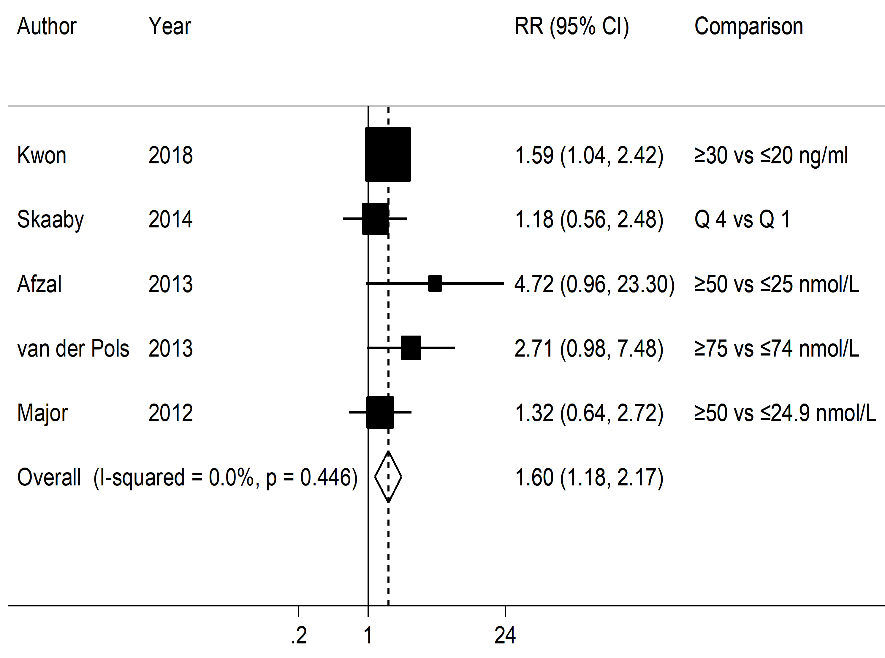 Author Year RR (95% CI) Comparison
Kwon 2018 1.59 (1.04, 2.42) ≥30 vs ≤20 ng/ml
Skaaby 2014 1.18 (0.56, 2.48) Q 4 vs Q 1
Afzal 2013 4.72 (0.96, 23.30) ≥50 vs ≤25 nmol/L
van der Pols 2013 2.71 (0.98, 7.48) ≥75 vs ≤74 nmol/L
Major 2012 1.32 (0.64, 2.72) ≥50 vs ≤24.9 nmol/L
Overall (I-squared = 0.0%, p = 0.446) 1.60 (1.18, 2.17)
.2 1 24